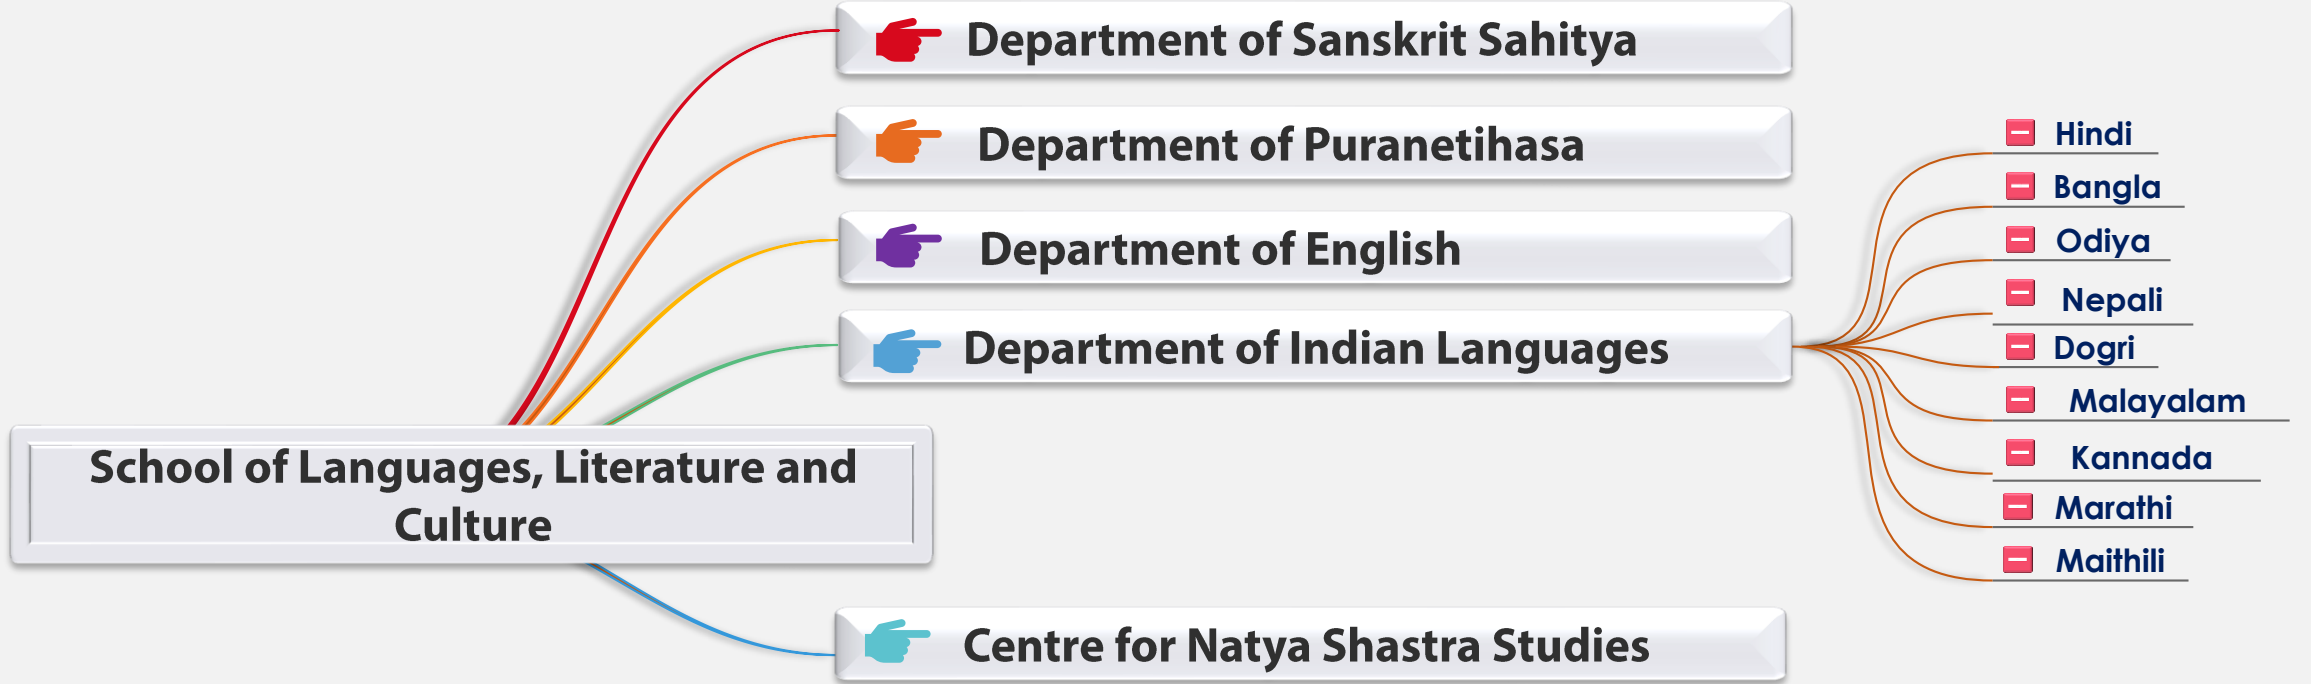 Department of Sanskrit Sahitya
Department of Puranetihasa
Department of English
Department of Indian Languages
Hindi
Bangla
Odiya
Nepali
Dogri
Malayalam
Kannada
Marathi
Maithili
School of Languages, Literature and
Culture
Centre for Natya Shastra Studies